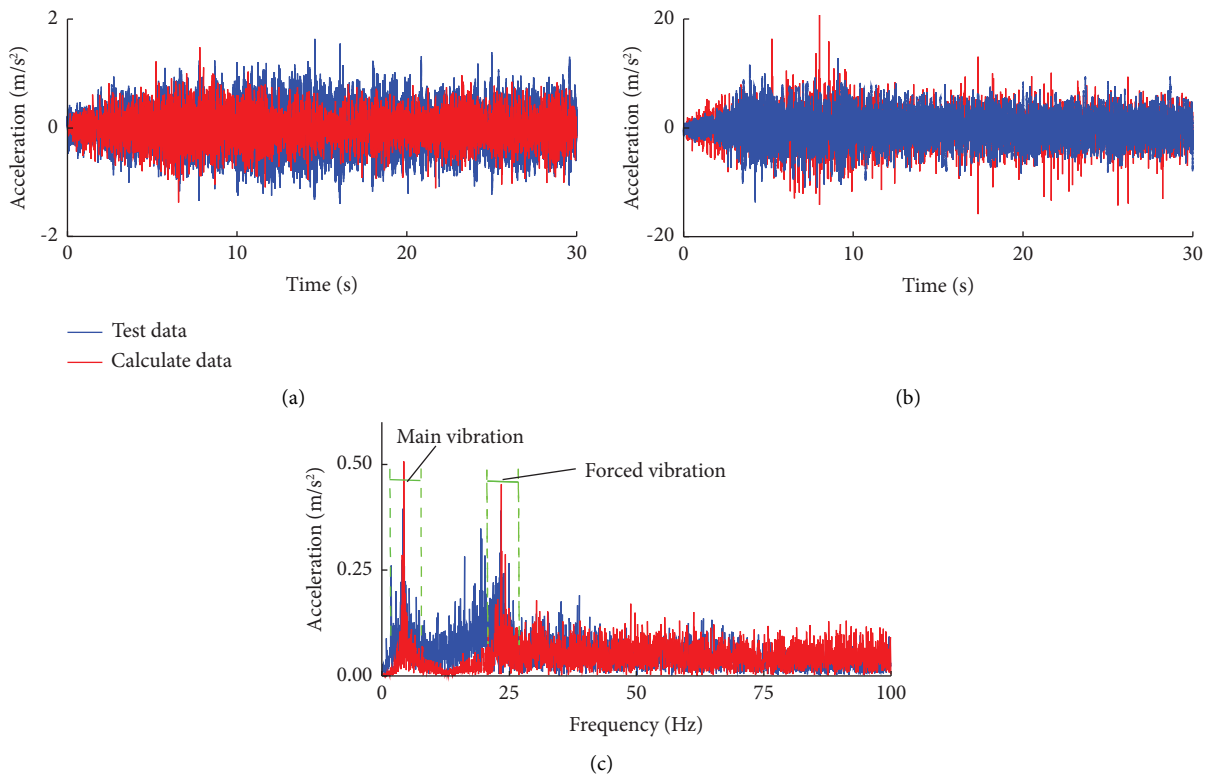 2
0
-2
Acceleration (m/s²)
0 10 20 30
Time (s)
20
0
-20
Acceleration (m/s²)
0 10 20 30
Time (s)
Test data
Calculate data
(a)
(b)
Main vibration
Forced vibration
0.50
0.25
0.00
Acceleration (m/s²)
0 25 50 75 100
Frequency (Hz)
(c)